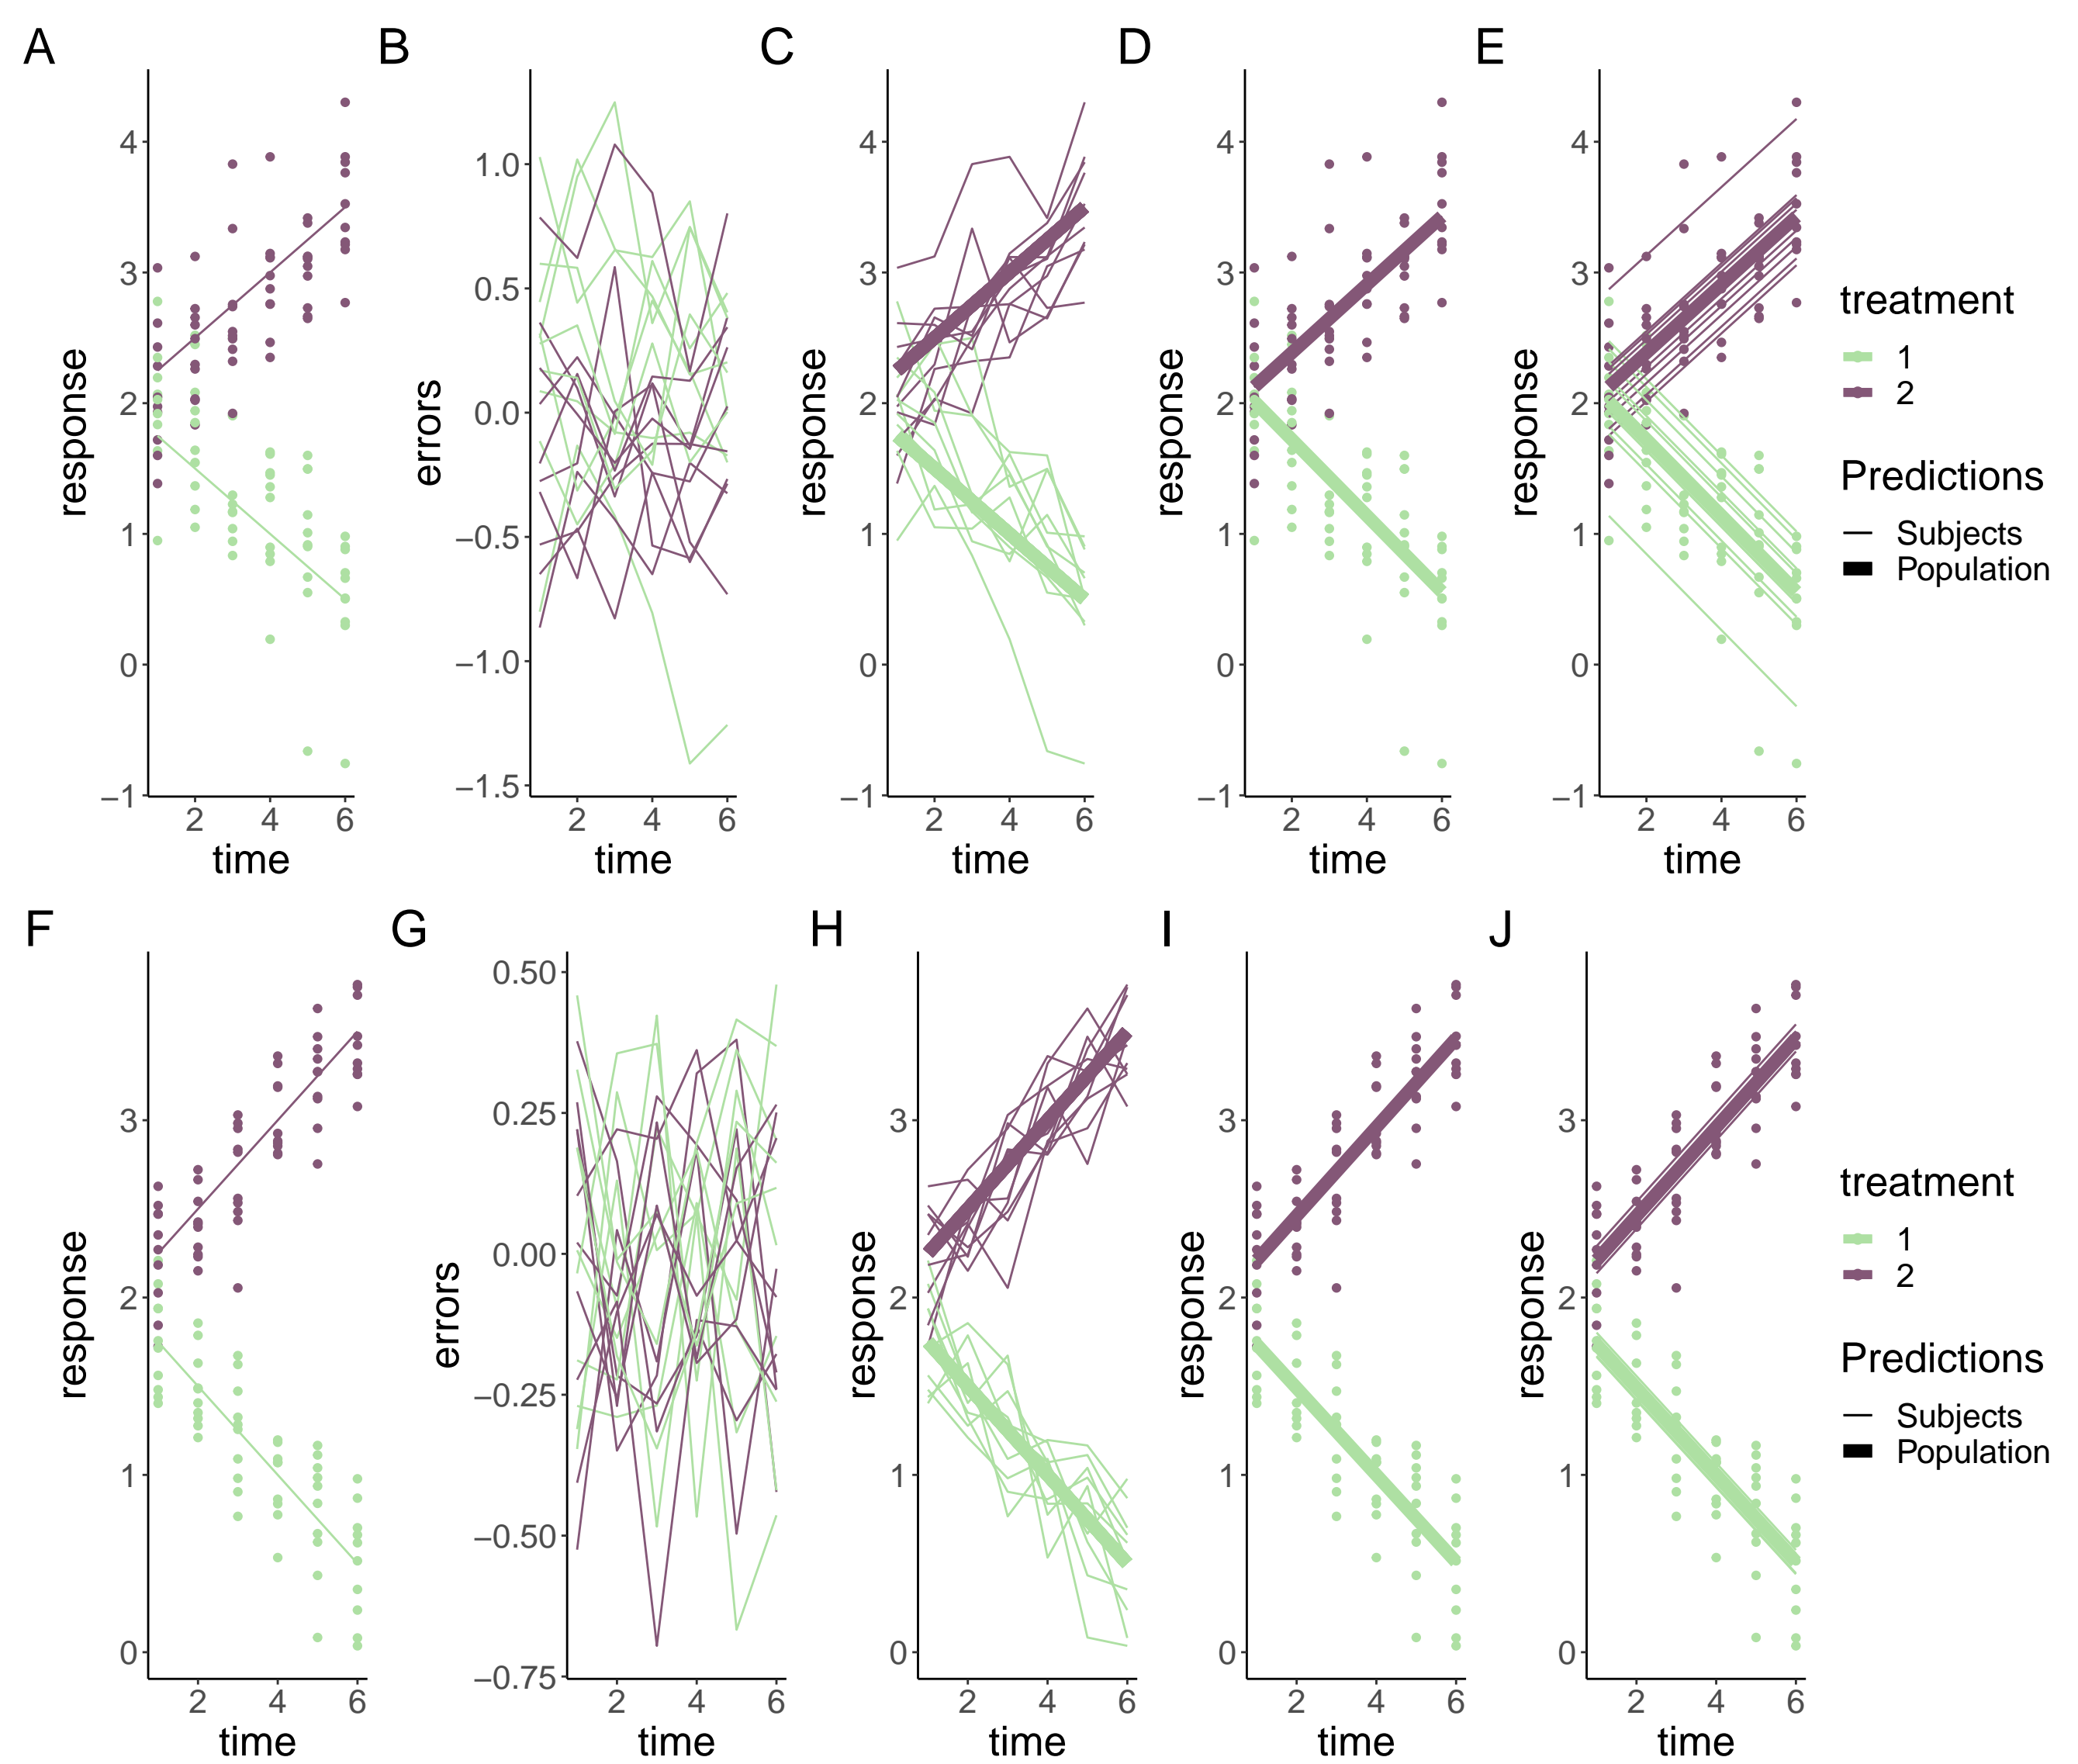 A B C D E
response
4
3
2
1
0
−1
2 4 6
time
errors
1.0
0.5
0.0
−0.5
−1.0
−1.5
2 4 6
time
response
4
3
2
1
0
−1
2 4 6
time
response
4
3
2
1
0
−1
2 4 6
time
response
4
3
2
1
0
−1
2 4 6
time
treatment
1
2
Predictions
Subjects
Population
F G H I J
response
3
2
1
0
2 4 6
time
errors
0.50
0.25
0.00
−0.25
−0.50
−0.75
2 4 6
time
response
3
2
1
0
2 4 6
time
response
3
2
1
0
2 4 6
time
response
3
2
1
0
2 4 6
time
treatment
1
2
Predictions
Subjects
Population